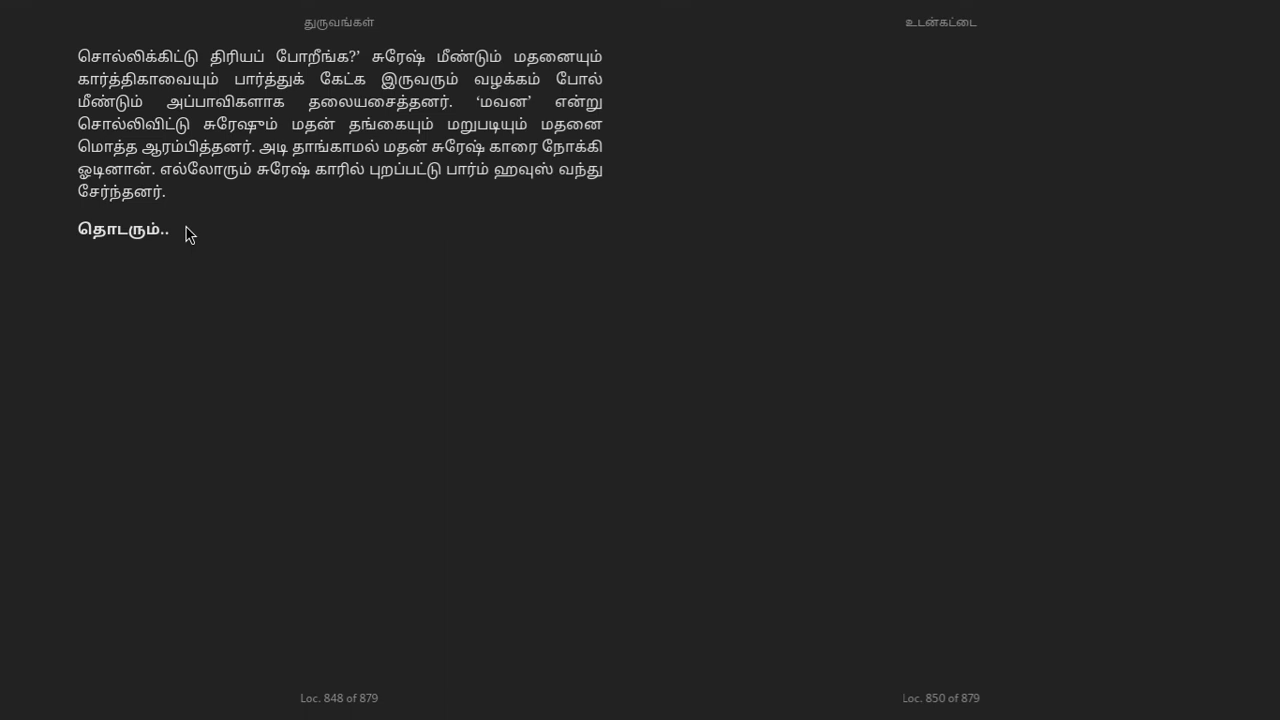 துருவங்கள்
உடன்கட்டை
சொல்லிக்கிட்டு திரியப் போறீங்க?’ சுரேஷ் மீண்டும் மதனையும்
கார்த்திகாவையும் பார்த்துக் கேட்க இருவரும் வழக்கம் போல்
மீண்டும் அப்பாவிகளாக தலையசைத்தனர். ‘மவன’ என்று
சொல்லிவிட்டு சுரேஷும் மதன் தங்கையும் மறுபடியும் மதனை
மொத்த ஆரம்பித்தனர். அடி தாங்காமல் மதன் சுரேஷ் காரை நோக்கி
ஓடினான். எல்லோரும் சுரேஷ் காரில் புறப்பட்டு பார்ம் ஹவுஸ் வந்து
சேர்ந்தனர்.
தொடரும்..
Loc. 848 of 879
Loc. 850 of 879